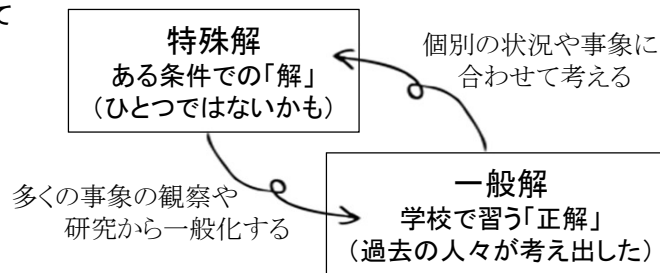 て
特殊解
ある条件での「解」
（ひとつではないかも）
個別の状況や事象に
合わせて考える
多くの事象の観察や
研究から一般化する
一般解
学校で習う「正解」
（過去の人々が考え出した）